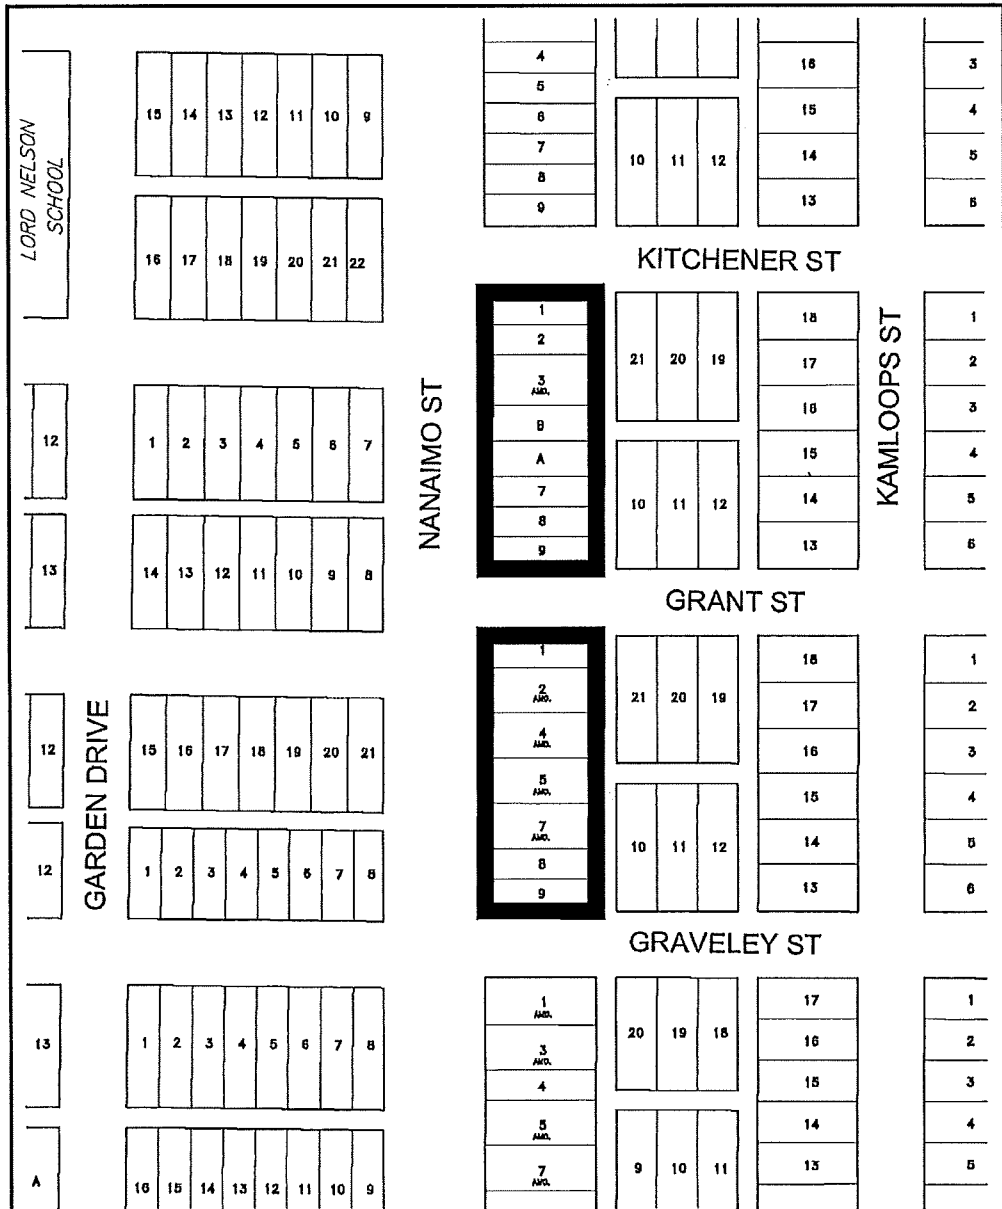 LORD NELSON
SCHOOL
15 14 13 12 11 10 9
16 17 18 19 20 21 22
12
1 2 3 4 5 6 7
13
14 13 12 11 10 9 8
12
15 16 17 18 19 20 21
12
1 2 3 4 5 6 7 8
GARDEN DRIVE
13
1 2 3 4 5 6 7 8
A
16 15 14 13 12 11 10 9
NANAIMO ST
4
5
6
7
8
9
10 11 12
16
15
14
13
3
4
5
6
KITCHENER ST
1
2
3
AMD.
B
A
7
8
9
21 20 19
10 11 12
18
17
16
15
14
13
KAMLOOPS ST
1
2
3
4
5
6
GRANT ST
1
2
AMD.
4
AMD.
5
AMD.
7
AMD.
8
9
21 20 19
10 11 12
18
17
16
15
14
13
1
2
3
4
5
6
GRAVELEY ST
1
AMD.
3
AMD.
4
5
AMD.
7
AMD.
20 19 18
9 10 11
17
16
15
14
13
1
2
3
4
5